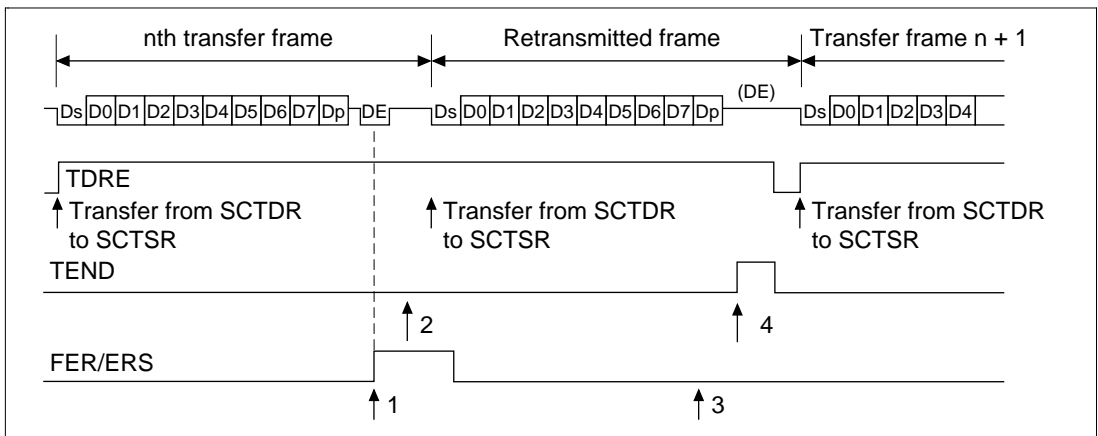 nth transfer frame Retransmitted frame Transfer frame n + 1
(DE)
Ds D0 D1 D2 D3 D4 D5 D6 D7 Dp DE Ds D0 D1 D2 D3 D4 D5 D6 D7 Dp Ds D0 D1 D2 D3 D4
TDRE
Transfer from SCTDR Transfer from SCTDR Transfer from SCTDR
to SCTSR to SCTSR to SCTSR
TEND
2 4
FER/ERS
1 3